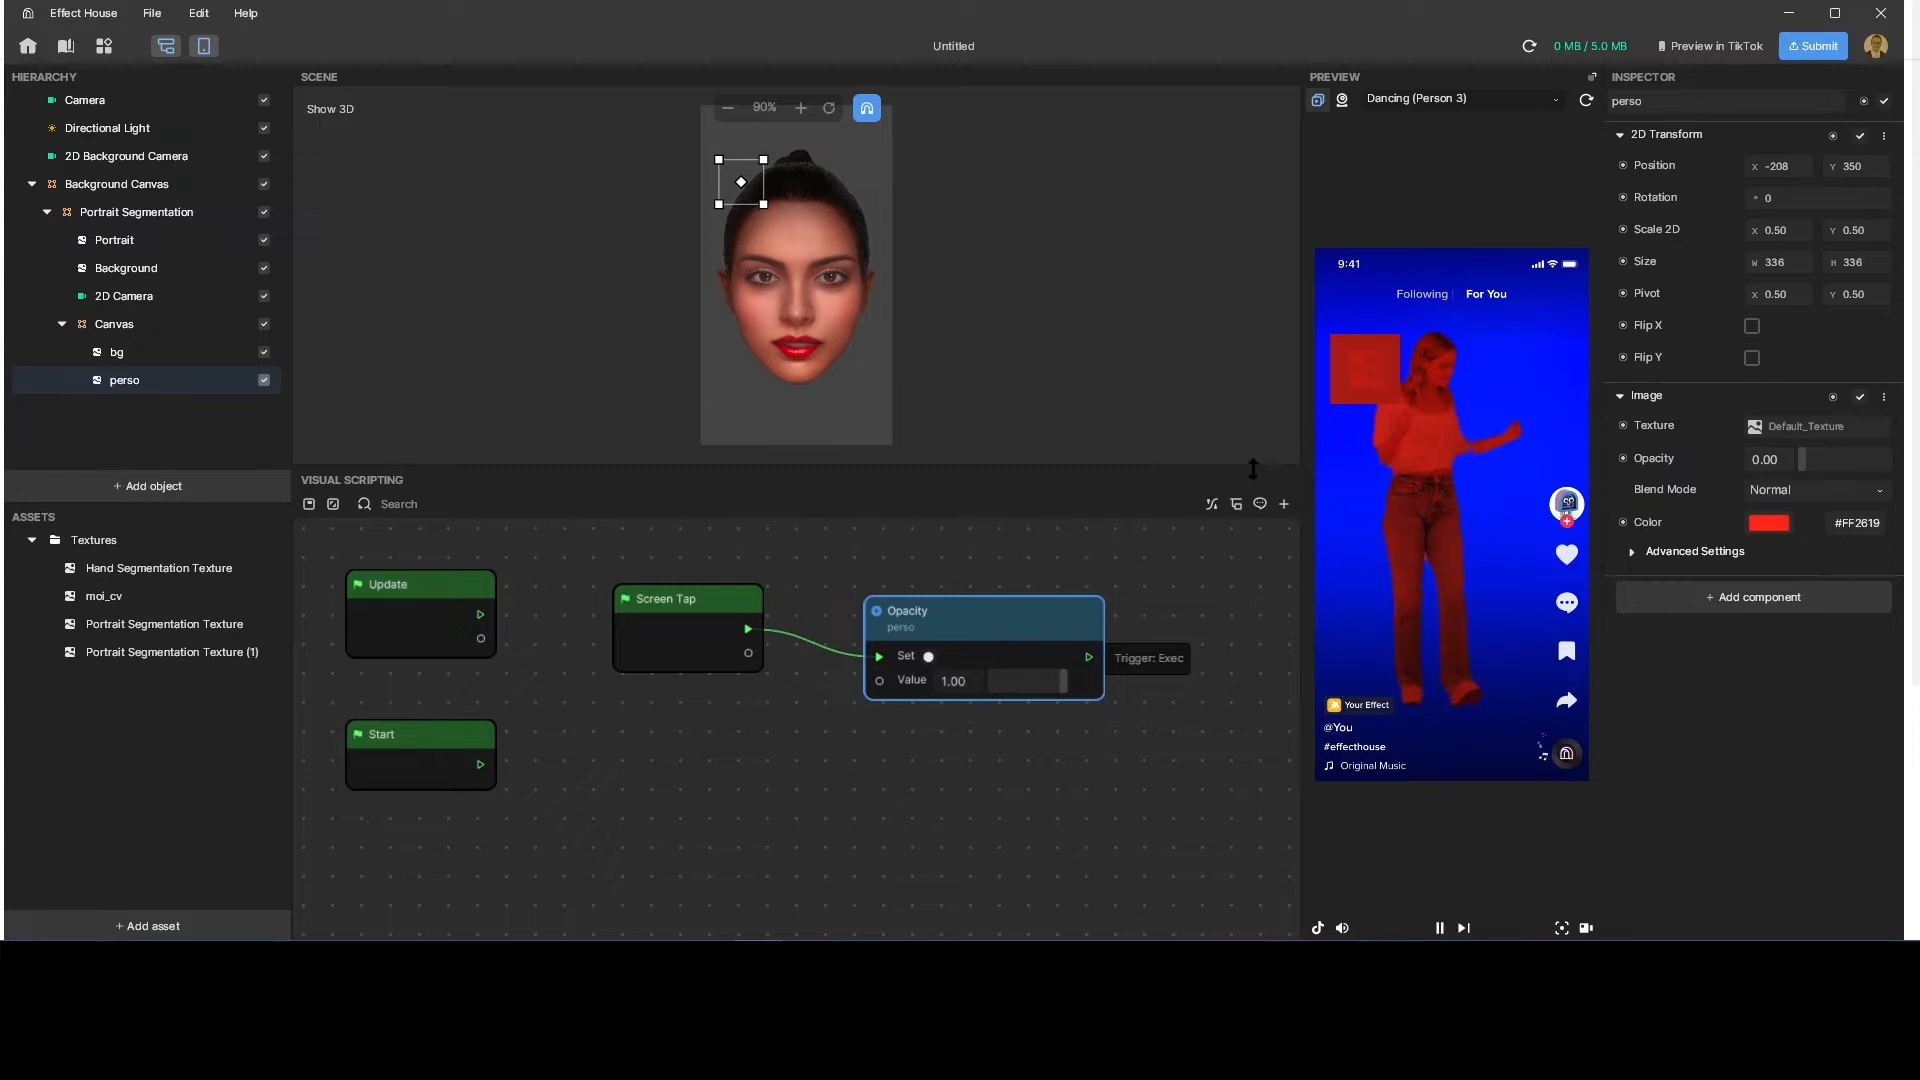 Effect House File Edit Help
Untitled
0 MB / 5.0 MB
Preview in TikTok
Submit
HIERARCHY
Camera
Directional Light
2D Background Camera
Background Canvas
Portrait Segmentation
Portrait
Background
2D Camera
Canvas
bg
perso
+ Add object
ASSETS
Textures
Hand Segmentation Texture
moi_cv
Portrait Segmentation Texture
Portrait Segmentation Texture (1)
+ Add asset
SCENE
Show 3D
90%
VISUAL SCRIPTING
Search
Update
Start
Screen Tap
Opacity
perso
Set
Value 1.00
Trigger: Exec
PREVIEW
Dancing (Person 3)
9:41
Following For You
Your Effect
@You
#effecthouse
Original Music
INSPECTOR
perso
2D Transform
Position X -208 Y 350
Rotation ° 0
Scale 2D X 0.50 Y 0.50
Size W 336 H 336
Pivot X 0.50 Y 0.50
Flip X
Flip Y
Image
Texture Default_Texture
Opacity 0.00
Blend Mode Normal
Color #FF2619
Advanced Settings
+ Add component